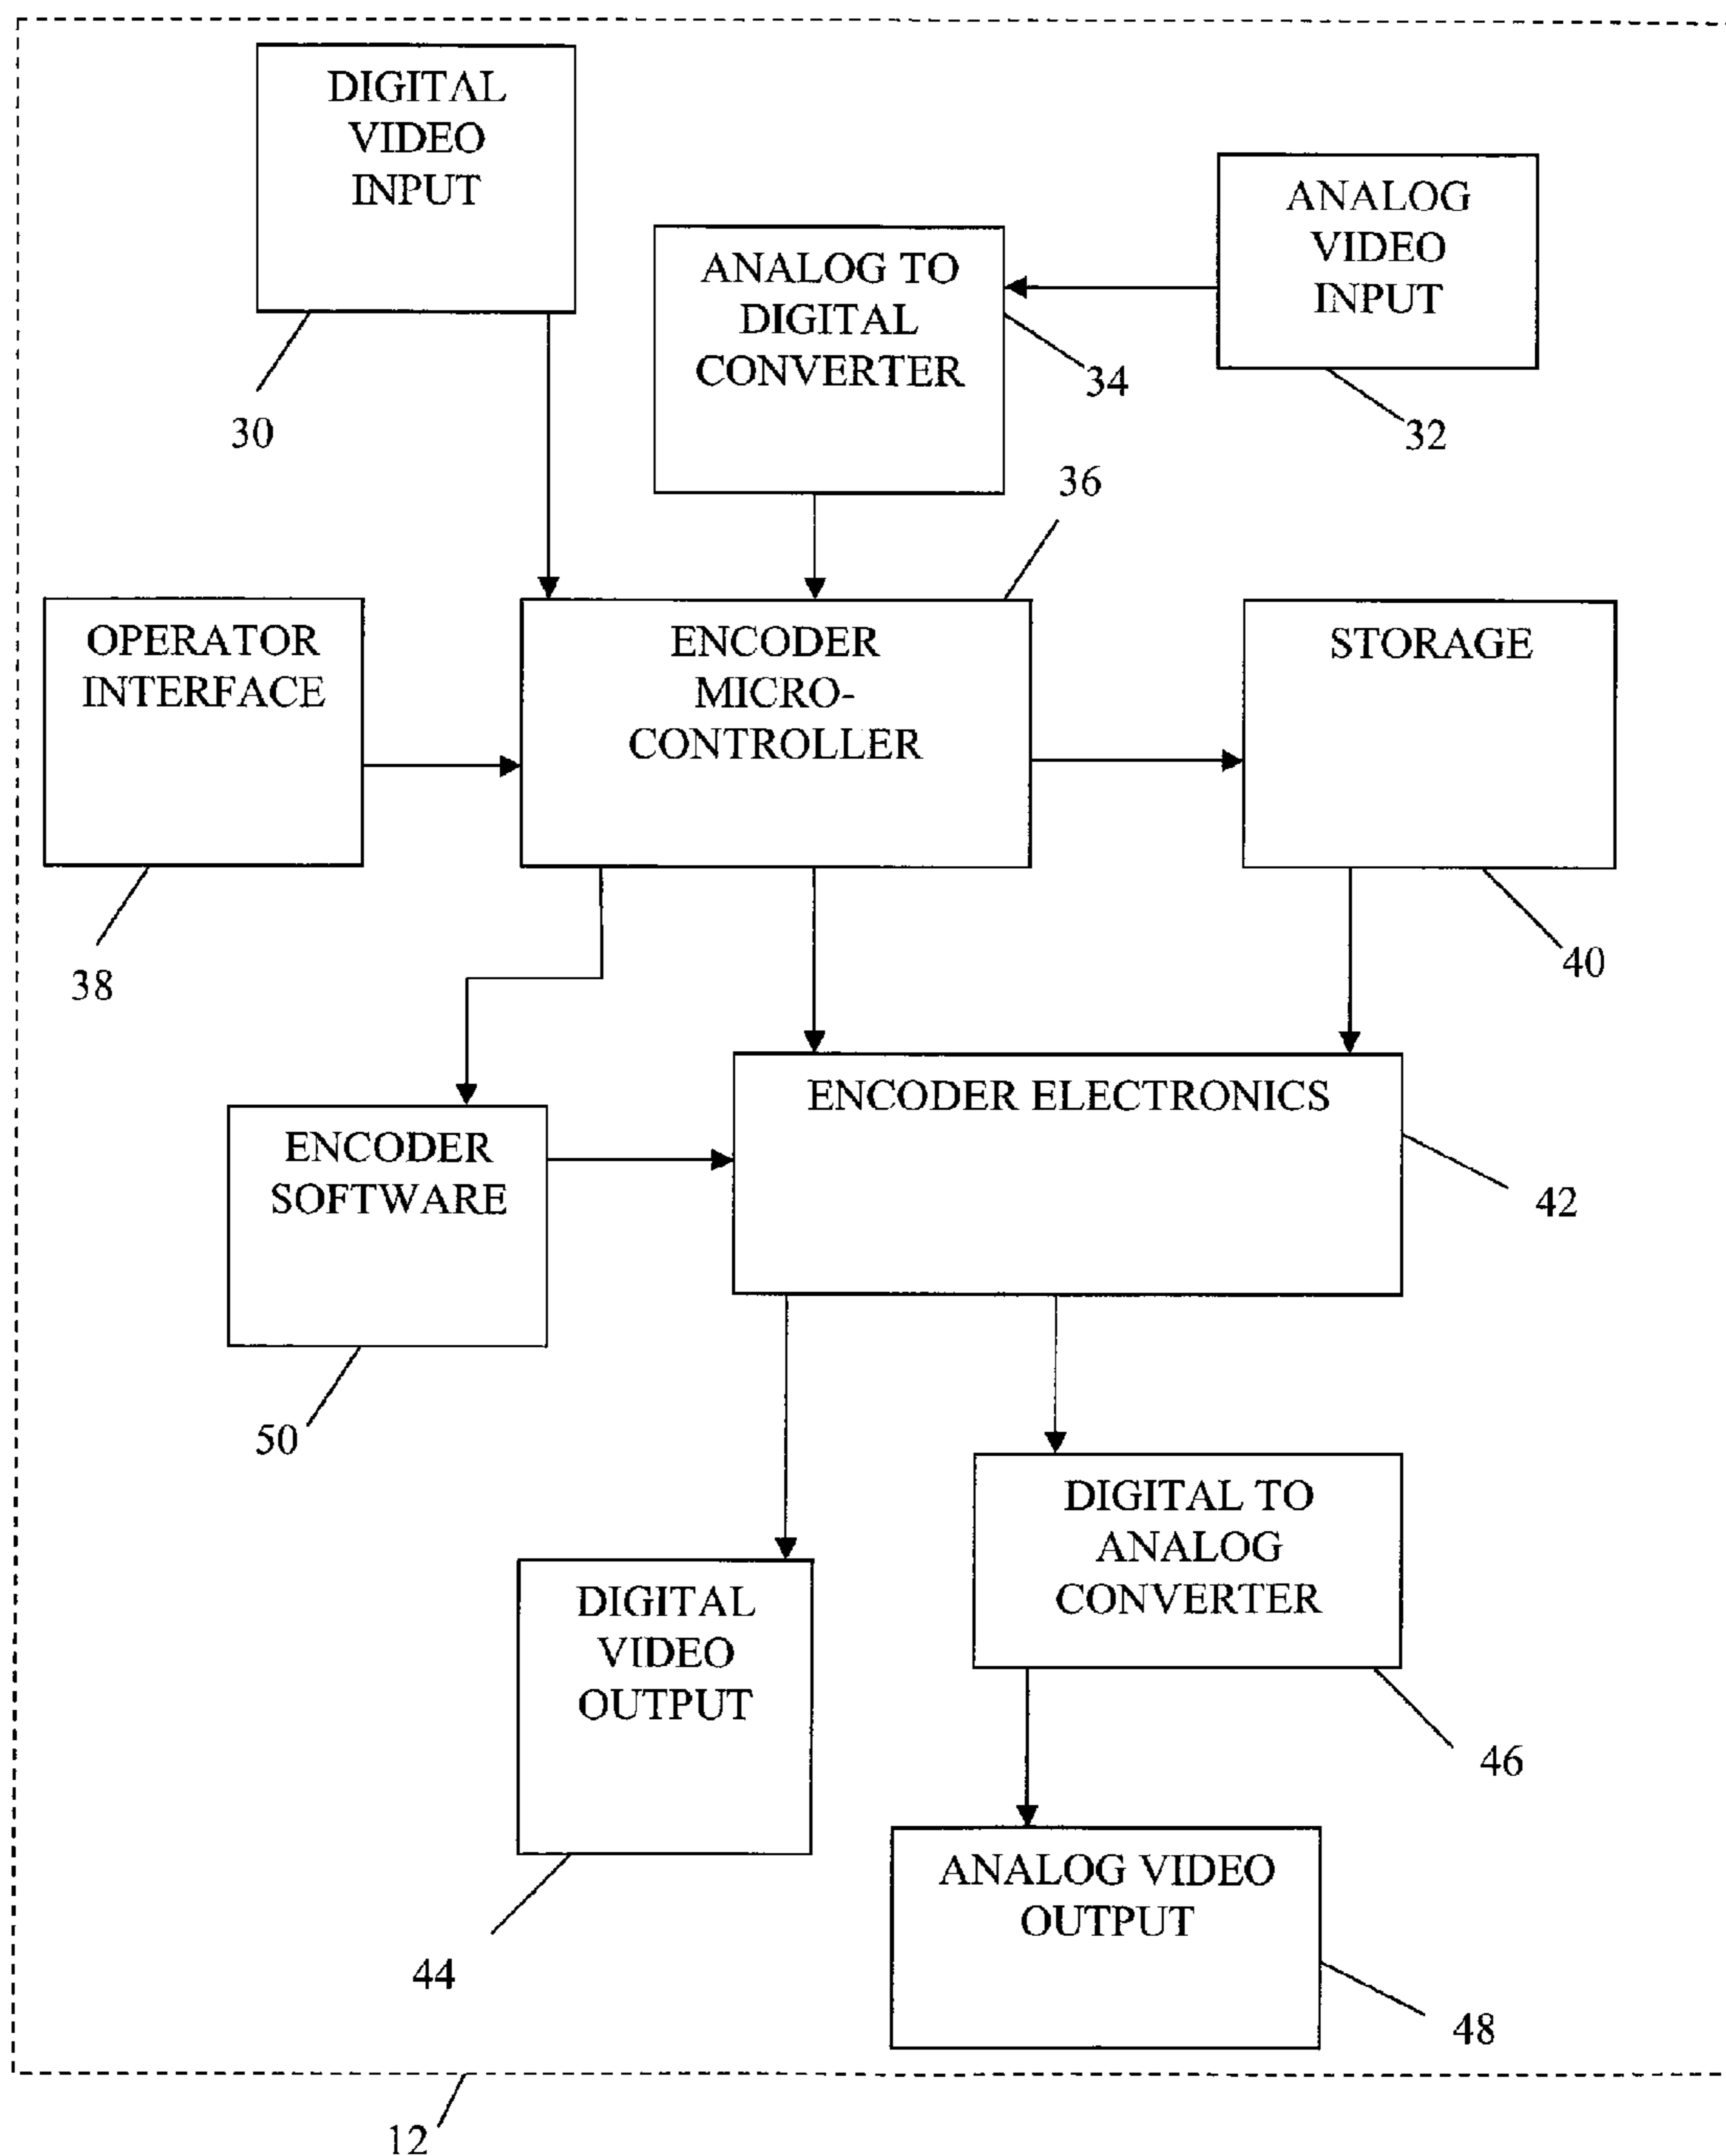 DIGITAL
VIDEO
INPUT
30
ANALOG TO
DIGITAL
CONVERTER
34
ANALOG
VIDEO
INPUT
32
36
OPERATOR
INTERFACE
38
ENCODER
MICRO-
CONTROLLER
STORAGE
40
ENCODER
SOFTWARE
50
ENCODER ELECTRONICS
42
DIGITAL
VIDEO
OUTPUT
44
DIGITAL TO
ANALOG
CONVERTER
46
ANALOG VIDEO
OUTPUT
48
12